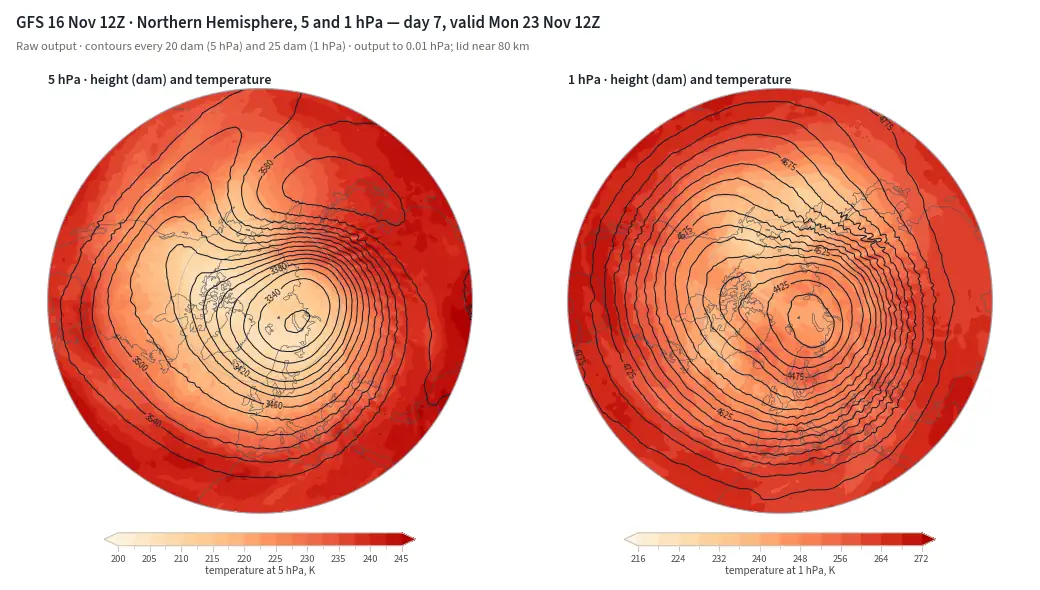 GFS 16 Nov 12Z · Northern Hemisphere, 5 and 1 hPa — day 7, valid Mon 23 Nov 12Z
Raw output · contours every 20 dam (5 hPa) and 25 dam (1 hPa) · output to 0.01 hPa; lid near 80 km
5 hPa · height (dam) and temperature
1 hPa · height (dam) and temperature
3580
3380
3340
3500
3420
3460
3540
4775
4675
4675
4525
4425
4725
4475
4625
200 205 210 215 220 225 230 235 240 245
temperature at 5 hPa, K
216 224 232 240 248 256 264 272
temperature at 1 hPa, K